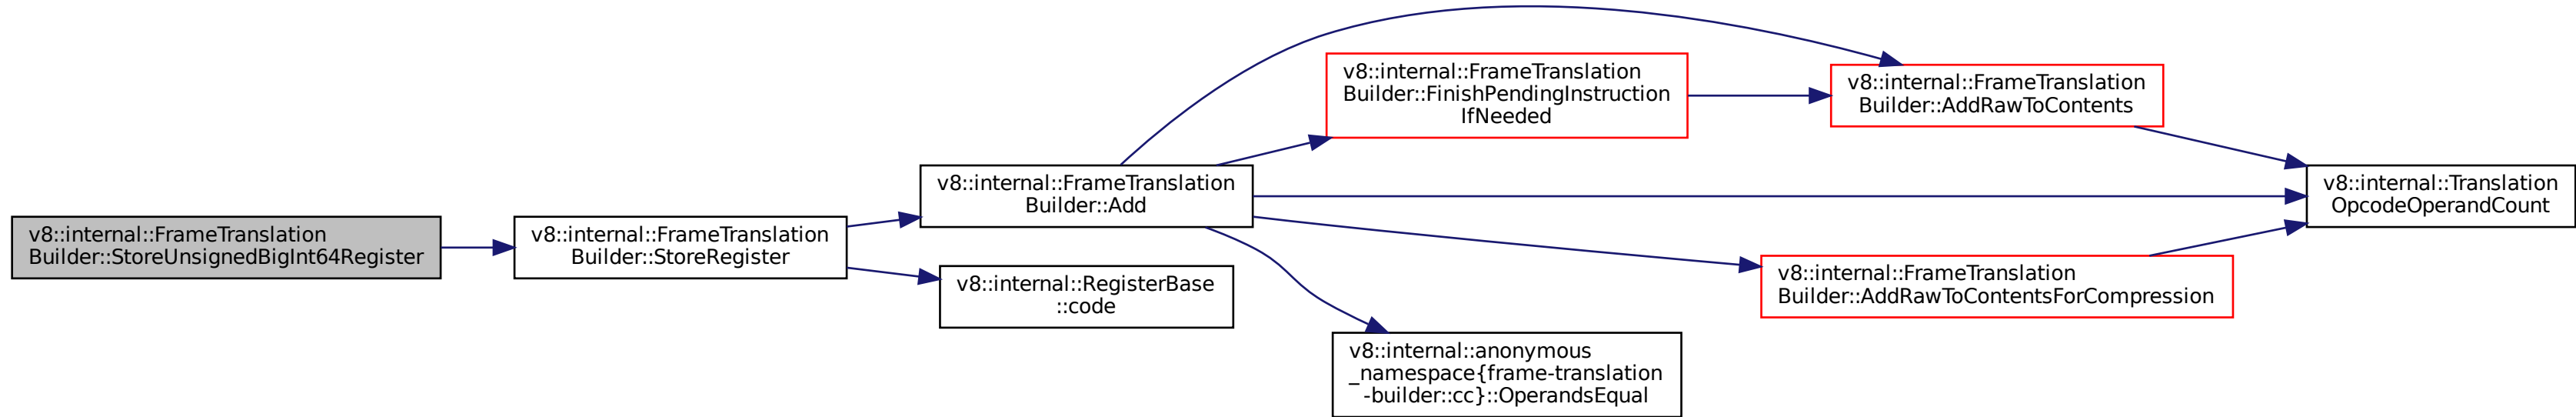 v8::internal::FrameTranslation
Builder::StoreUnsignedBigInt64Register
v8::internal::FrameTranslation
Builder::StoreRegister
v8::internal::FrameTranslation
Builder::Add
v8::internal::RegisterBase
::code
v8::internal::FrameTranslation
Builder::FinishPendingInstruction
IfNeeded
v8::internal::anonymous
_namespace{frame-translation
-builder::cc}::OperandsEqual
v8::internal::FrameTranslation
Builder::AddRawToContents
v8::internal::FrameTranslation
Builder::AddRawToContentsForCompression
v8::internal::Translation
OpcodeOperandCount